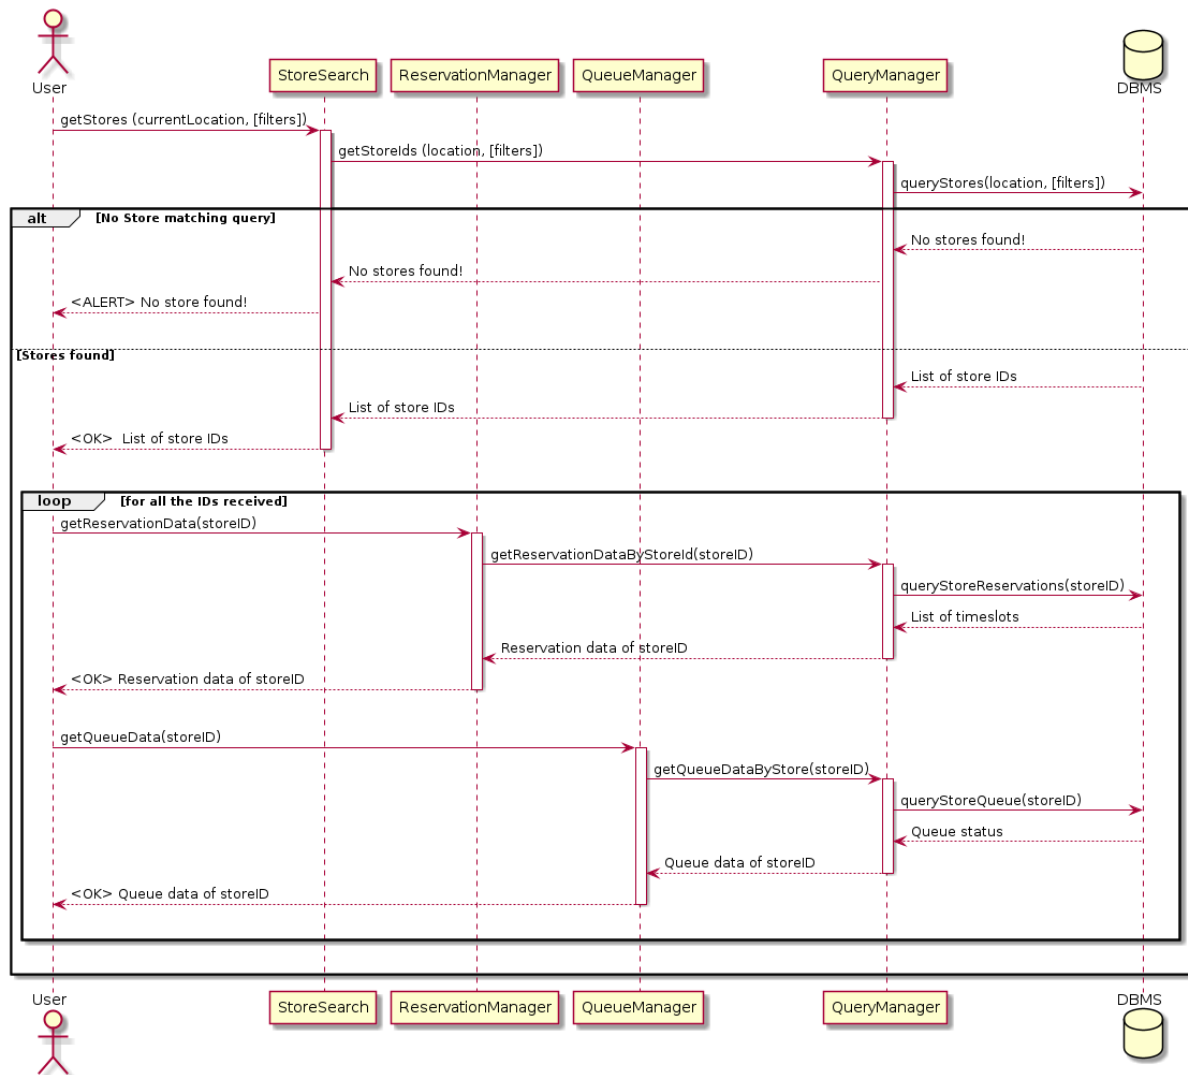 User
StoreSearch
ReservationManager
QueueManager
QueryManager
DBMS
getStores (currentLocation, [filters])
getStoreIds (location, [filters])
queryStores(location, [filters])
alt
[No Store matching query]
No stores found!
No stores found!
<ALERT> No store found!
[Stores found]
List of store IDs
List of store IDs
<OK>  List of store IDs
loop
[for all the IDs received]
getReservationData(storeID)
getReservationDataByStoreId(storeID)
queryStoreReservations(storeID)
List of timeslots
Reservation data of storeID
<OK> Reservation data of storeID
getQueueData(storeID)
getQueueDataByStore(storeID)
queryStoreQueue(storeID)
Queue status
Queue data of storeID
<OK> Queue data of storeID
User
StoreSearch
ReservationManager
QueueManager
QueryManager
DBMS